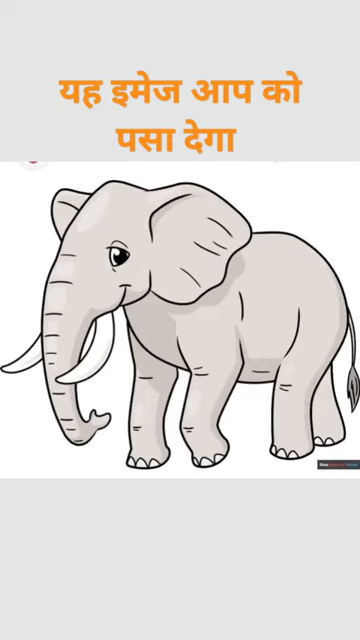 यह इमेज आप को
पसा देगा